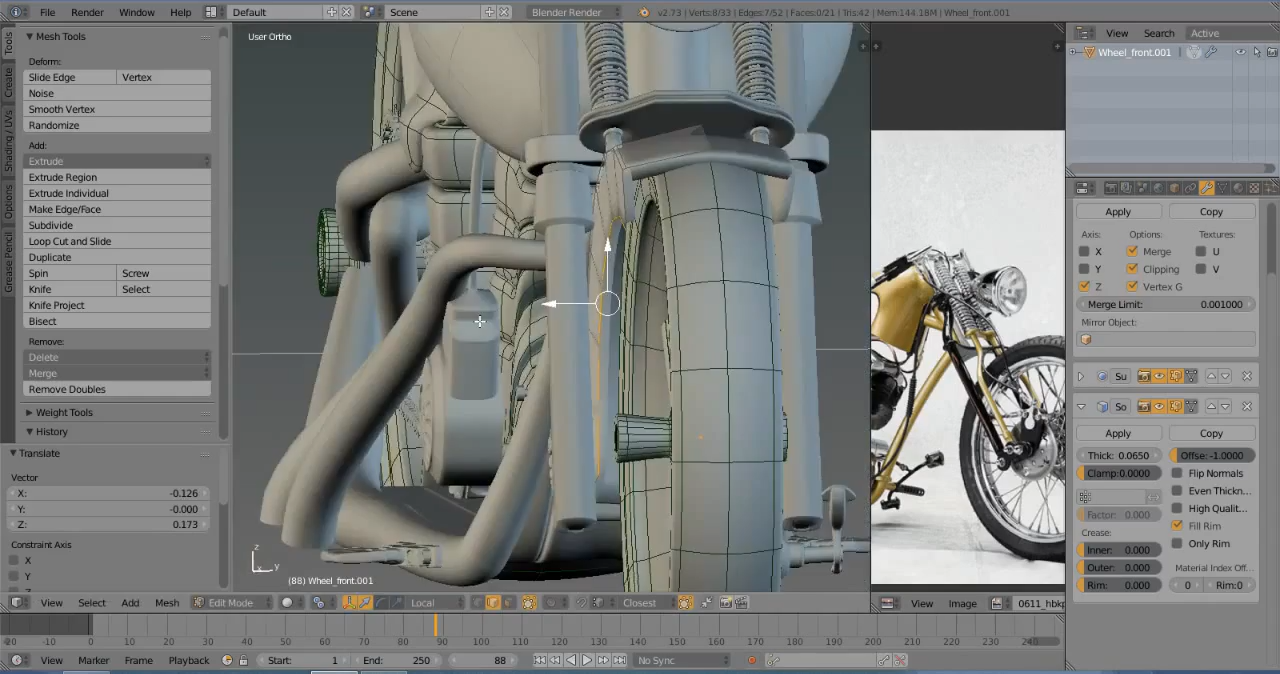 File Render Window Help Default Scene Blender Render v2.73 | Verts:8/33 | Edges:7/52 | Faces:0/21 | Tris:42 | Mem:144.18M | Wheel_front.001
Tools
Create
Shading / UVs
Options
Grease Pencil
Mesh Tools
Deform:
Slide Edge Vertex
Noise
Smooth Vertex
Randomize
Add:
Extrude
Extrude Region
Extrude Individual
Make Edge/Face
Subdivide
Loop Cut and Slide
Duplicate
Spin Screw
Knife Select
Knife Project
Bisect
Remove:
Delete
Merge
Remove Doubles
Weight Tools
History
Translate
Vector
X: -0.126
Y: -0.000
Z: 0.173
Constraint Axis
X
Y
User Ortho
z
x y
(88) Wheel_front.001
View Select Add Mesh Edit Mode Local Closest
View Image 0611_hbkp
View Search Active
Wheel_front.001
Apply Copy
Axis: Options: Textures:
X Merge U
Y Clipping V
Z Vertex G
Merge Limit: 0.001000
Mirror Object:
Su
So
Apply Copy
Thick: 0.0650 Offse: -1.0000
Clamp:0.0000 Flip Normals
Even Thickn...
High Qualit...
Factor: 0.000 Fill Rim
Crease: Only Rim
Inner: 0.000
Outer: 0.000 Material Index Off...
Rim: 0.000 0 Rim:0
-20 -10 0 10 20 30 40 50 60 70 80 90 100 110 120 130 140 150 160 170 180 190 200 210 220 230 240
View Marker Frame Playback Start: 1 End: 250 88 No Sync